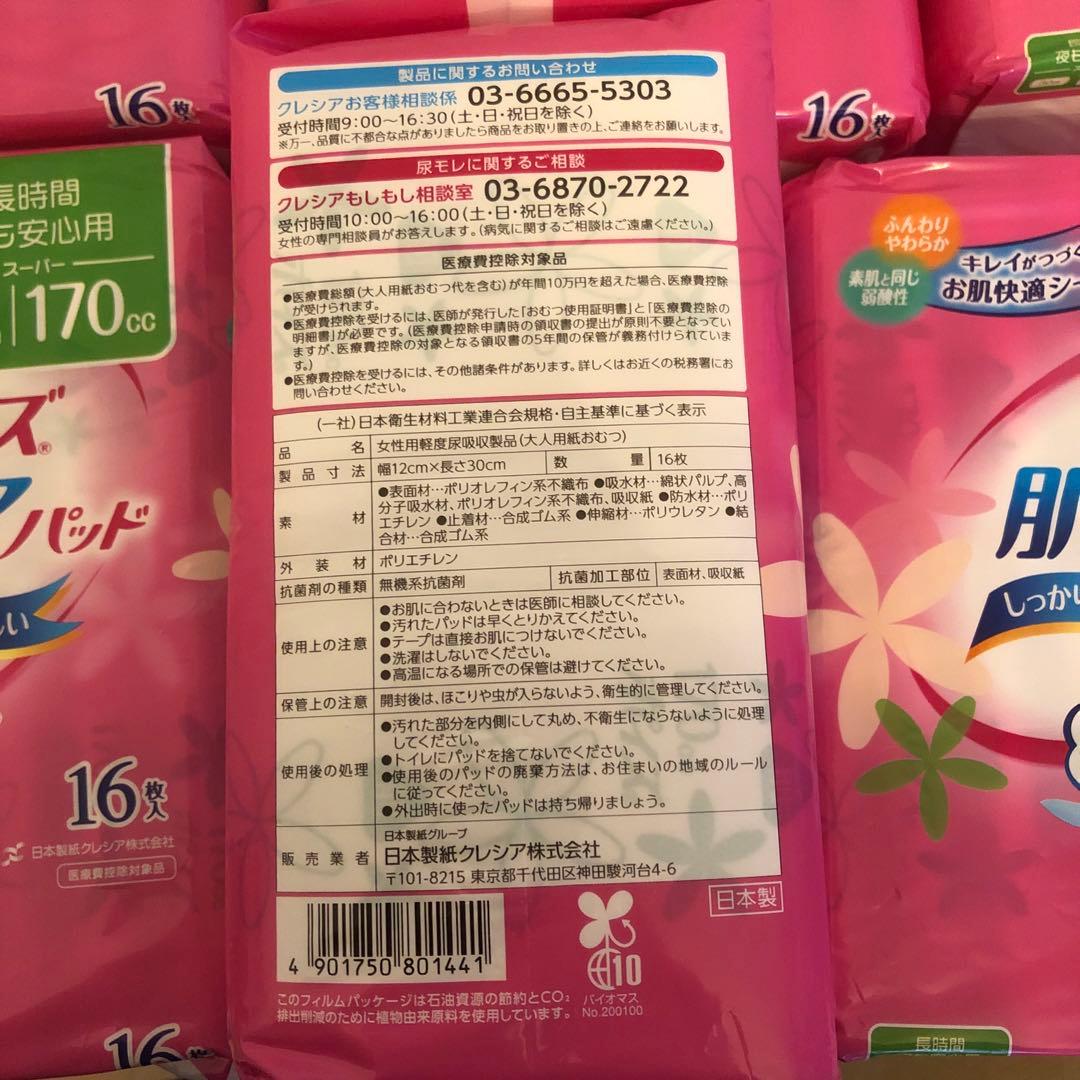 16枚入
16枚入
長時間
安心用
スーパー
170cc
ズ®
パッド
しい
16枚入
日本製紙クレシア株式会社
医療費控除対象品
16枚入
製品に関するお問い合わせ
クレシアお客様相談係 03-6665-5303
受付時間9:00〜16:30(土・日・祝日を除く)
※万一、品質に不都合な点がありましたら商品をお取り置きの上、ご連絡をお願いします。
尿モレに関するご相談
クレシアもしもし相談室 03-6870-2722
受付時間10:00〜16:00(土・日・祝日を除く)
女性の専門相談員がお答えします。(病気に関するご相談はご遠慮ください。)
医療費控除対象品
●医療費総額(大人用紙おむつ代を含む)が年間10万円を超えた場合、医療費控除
が受けられます。
●医療費控除を受けるには、医師が発行した「おむつ使用証明書」と「医療費控除の
明細書」が必要です。(医療費控除申請時の領収書の提出が原則不要となってい
ますが、医療費控除の対象となる領収書の5年間の保管が義務付けられていま
す。)
●医療費控除を受けるには、その他諸条件があります。詳しくはお近くの税務署にお
問い合わせください。
(一社)日本衛生材料工業連合会規格・自主基準に基づく表示
品名 女性用軽度尿吸収製品(大人用紙おむつ)
製品寸法 幅12cm×長さ30cm 数量 16枚
素材 ●表面材…ポリオレフィン系不織布 ●吸水材…綿状パルプ、高
分子吸水材、ポリオレフィン系不織布、吸収紙 ●防水材…ポリ
エチレン ●止着材…合成ゴム系 ●伸縮材…ポリウレタン ●結
合材…合成ゴム系
外装材 ポリエチレン
抗菌剤の種類 無機系抗菌剤 抗菌加工部位 表面材、吸収紙
使用上の注意 ●お肌に合わないときは医師に相談してください。
●汚れたパッドは早くとりかえてください。
●テープは直接お肌につけないでください。
●洗濯はしないでください。
●高温になる場所での保管は避けてください。
保管上の注意 開封後は、ほこりや虫が入らないよう、衛生的に管理してください。
使用後の処理 ●汚れた部分を内側にして丸め、不衛生にならないように処理
してください。
●トイレにパッドを捨てないでください。
●使用後のパッドの廃棄方法は、お住まいの地域のルール
に従ってください。
●外出時に使ったパッドは持ち帰りましょう。
販売業者 日本製紙グループ
日本製紙クレシア株式会社
〒101-8215 東京都千代田区神田駿河台4-6
日本製
4 901750 801441
10
バイオマス
No.200100
このフィルムパッケージは石油資源の節約とCO₂
排出削減のために植物由来原料を使用しています。
ふんわり
やわらか
素肌と同じ
弱酸性
キレイがつづく
お肌快適シー
肌
しっかい
長時間